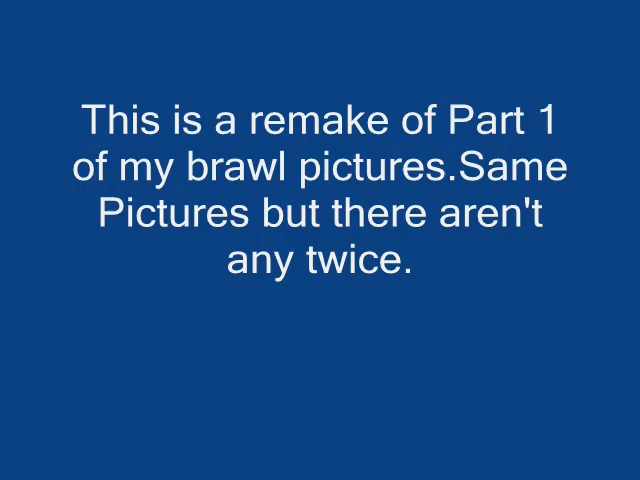 This is a remake of Part 1
of my brawl pictures.Same
Pictures but there aren't
any twice.